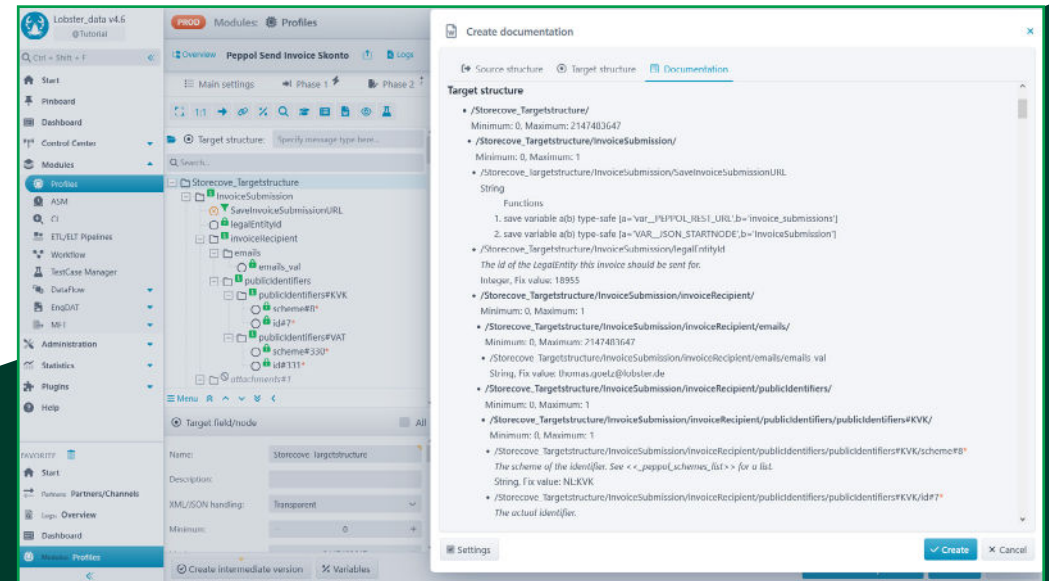 Lobster_data v4.6
@Tutorial
Ctrl + Shift + F
Start
Pinboard
Dashboard
Control Center
Modules
Profiles
ASM
CI
ETL/ELT Pipelines
Workflow
TestCase Manager
DataFlow
EngDAT
MFT
Administration
Statistics
Plugins
Help
FAVORITE
Start
Partners Partners/Channels
Logs Overview
Dashboard
Modules Profiles
PROD Modules: Profiles
Overview Peppol Send Invoice Skonto Logs
Main settings Phase 1 Phase 2
1:1
Target structure: Specify message type here...
Search...
Storecove_Targetstructure
InvoiceSubmission
SaveInvoiceSubmissionURL
legalEntityId
invoiceRecipient
emails
emails_val
publicIdentifiers
publicIdentifiers#KVK
scheme#8*
id#7*
publicIdentifiers#VAT
scheme#330*
id#331*
attachments#1
Menu
Target field/node All
Name: Storecove_Targetstructure
Description:
XML/JSON handling: Transparent
Minimum: - 0 +
Create intermediate version Variables
Create documentation
Source structure Target structure Documentation
Target structure
• /Storecove_Targetstructure/
Minimum: 0, Maximum: 2147483647
• /Storecove_Targetstructure/InvoiceSubmission/
Minimum: 0, Maximum: 1
• /Storecove_Targetstructure/InvoiceSubmission/SaveInvoiceSubmissionURL
String
Functions
1. save variable a(b) type-safe [a='var__PEPPOL_REST_URL',b='invoice_submissions']
2. save variable a(b) type-safe [a='VAR__JSON_STARTNODE',b='InvoiceSubmission']
• /Storecove_Targetstructure/InvoiceSubmission/legalEntityId
The id of the LegalEntity this invoice should be sent for.
Integer, Fix value: 18955
• /Storecove_Targetstructure/InvoiceSubmission/invoiceRecipient/
Minimum: 0, Maximum: 1
• /Storecove_Targetstructure/InvoiceSubmission/invoiceRecipient/emails/
Minimum: 0, Maximum: 2147483647
• /Storecove_Targetstructure/InvoiceSubmission/invoiceRecipient/emails/emails_val
String, Fix value: thomas.goetz@lobster.de
• /Storecove_Targetstructure/InvoiceSubmission/invoiceRecipient/publicIdentifiers/
Minimum: 0, Maximum: 1
• /Storecove_Targetstructure/InvoiceSubmission/invoiceRecipient/publicIdentifiers/publicIdentifiers#KVK/
Minimum: 0, Maximum: 1
• /Storecove_Targetstructure/InvoiceSubmission/invoiceRecipient/publicIdentifiers/publicIdentifiers#KVK/scheme#8*
The scheme of the identifier. See <<_peppol_schemes_list>> for a list.
String, Fix value: NL:KVK
• /Storecove_Targetstructure/InvoiceSubmission/invoiceRecipient/publicIdentifiers/publicIdentifiers#KVK/id#7*
The actual identifier.
Settings
Create
Cancel